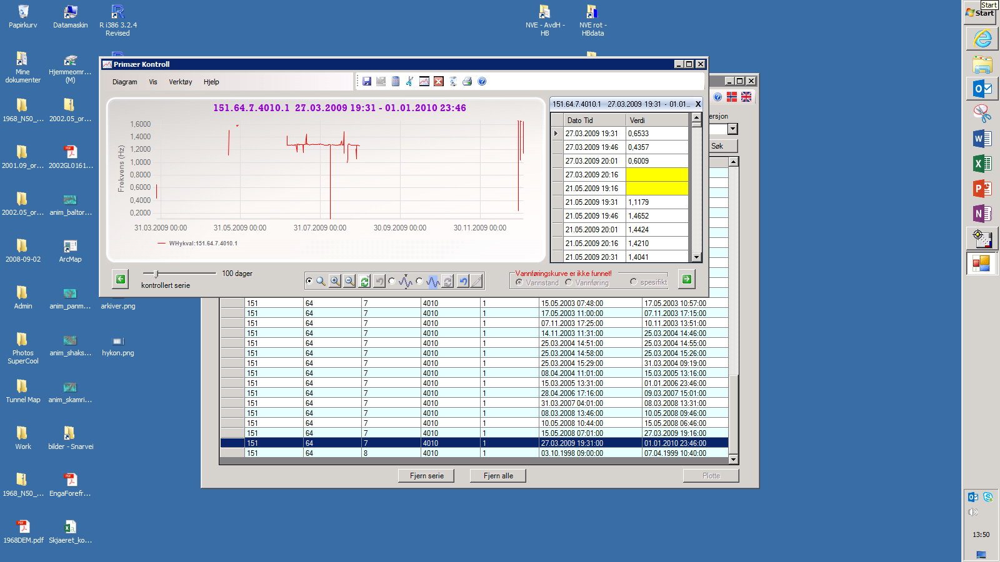 Papirkurv
Datamaskin
R i386 3.2.4
Revised
NVE - AvdH -
HB
NVE rot -
HBdata
Start
Start
Mine
dokumenter
Hjemmeomr...
(M)
1968_N50_...
2002.05_or...
2001.09_or...
2002GL0161...
2002.05_or...
anim_baltor...
2008-09-02
ArcMap
Admin
anim_panm...
arkiver.png
Photos
SuperCool
anim_shaks...
hykon.png
Tunnel Map
anim_skamri...
Work
bilder - Snarvei
1968_N50_...
EngaForefr...
1968DEM.pdf
Skjaeret_ko...
Primær Kontroll
Diagram Vis Verktøy Hjelp
151.64.7.4010.1 27.03.2009 19:31 - 01.01.2010 23:46
Frekvens (Hz)
1,6000
1,4000
1,2000
1,0000
0,8000
0,6000
0,4000
0,2000
31.03.2009 00:00 31.05.2009 00:00 31.07.2009 00:00 30.09.2009 00:00 30.11.2009 00:00
WHykval:151.64.7.4010.1
151.64.7.4010.1 27.03.2009 19:31 - 01.01... X
Dato Tid Verdi
27.03.2009 19:31 0,6533
27.03.2009 19:46 0,4357
27.03.2009 20:01 0,6009
27.03.2009 20:16
21.05.2009 19:16
21.05.2009 19:31 1,1179
21.05.2009 19:46 1,4652
21.05.2009 20:01 1,4424
21.05.2009 20:16 1,4210
21.05.2009 20:31 1,4041
100 dager
kontrollert serie
Vannføringskurve er ikke funnet!
Vannstand Vannføring spesifikt
ersjon
Søk
151 64 7 4010 1 15.05.2003 07:48:00 17.05.2003 10:57:00
151 64 7 4010 1 17.05.2003 11:00:00 07.11.2003 17:15:00
151 64 7 4010 1 07.11.2003 17:25:00 10.11.2003 13:51:00
151 64 7 4010 1 14.11.2003 11:31:00 25.03.2004 14:46:00
151 64 7 4010 1 25.03.2004 14:51:00 25.03.2004 14:55:00
151 64 7 4010 1 25.03.2004 14:58:00 25.03.2004 15:26:00
151 64 7 4010 1 25.03.2004 15:29:00 31.03.2004 09:19:00
151 64 7 4010 1 08.04.2004 11:01:00 15.03.2005 13:16:00
151 64 7 4010 1 15.03.2005 13:31:00 01.01.2006 23:46:00
151 64 7 4010 1 28.04.2006 17:16:00 09.03.2007 15:01:00
151 64 7 4010 1 31.03.2007 04:01:00 08.03.2008 13:31:00
151 64 7 4010 1 08.03.2008 13:46:00 10.05.2008 09:46:00
151 64 7 4010 1 10.05.2008 10:44:00 15.05.2008 06:46:00
151 64 7 4010 1 15.05.2008 07:01:00 27.03.2009 19:16:00
151 64 7 4010 1 27.03.2009 19:31:00 01.01.2010 23:46:00
151 64 8 4010 1 03.10.1998 09:00:00 07.04.1999 10:40:00
Fjern serie Fjern alle Plotte
13:50